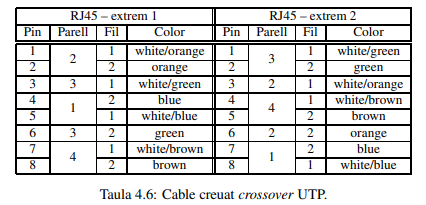 RJ45 – extrem 1 RJ45 – extrem 2
Pin Parell Fil Color Pin Parell Fil Color
1 2 1 white/orange 1 3 1 white/green
2 2 orange 2 2 green
3 3 1 white/green 3 2 1 white/orange
4 1 2 blue 4 4 1 white/brown
5 1 white/blue 5 2 brown
6 3 2 green 6 2 2 orange
7 4 1 white/brown 7 1 2 blue
8 2 brown 8 1 white/blue
Taula 4.6: Cable creuat crossover UTP.